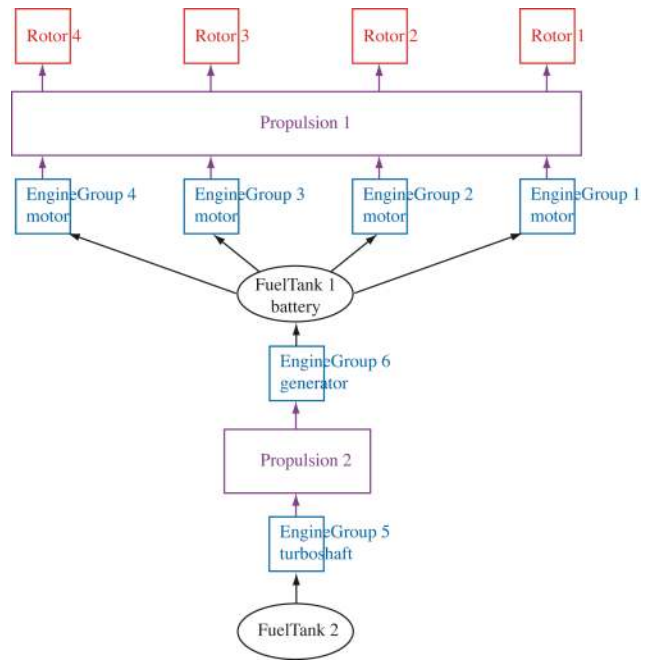 Rotor 4
Rotor 3
Rotor 2
Rotor 1
Propulsion 1
EngineGroup 4
motor
EngineGroup 3
motor
EngineGroup 2
motor
EngineGroup 1
motor
FuelTank 1
battery
EngineGroup 6
generator
Propulsion 2
EngineGroup 5
turboshaft
FuelTank 2